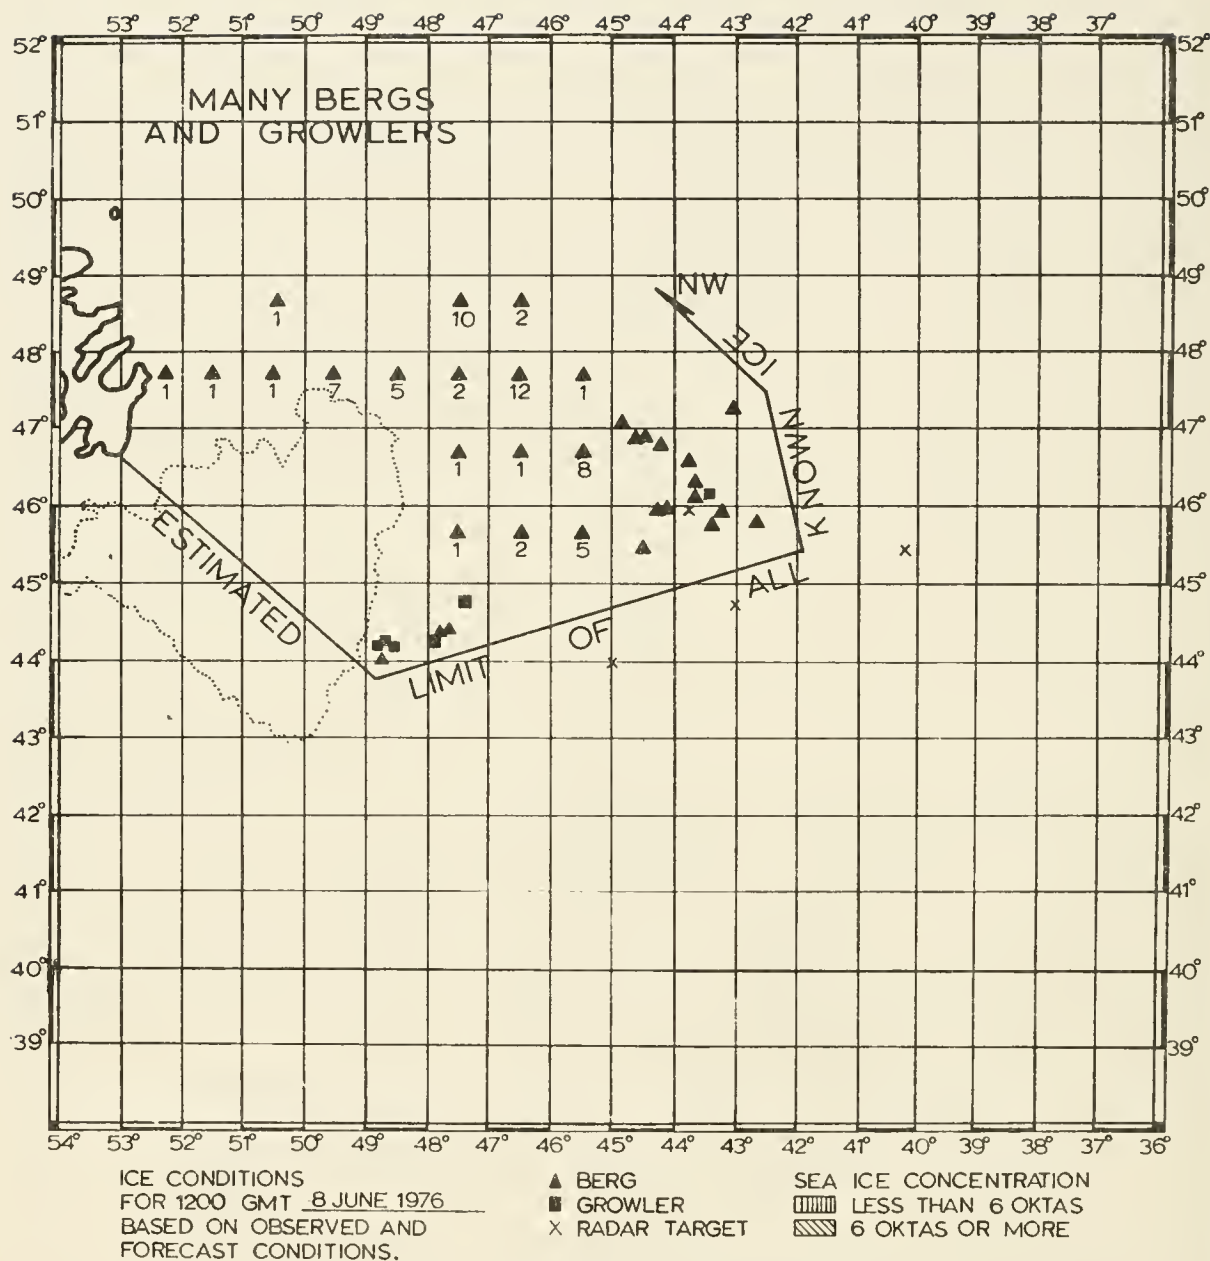 53° 52° 51° 50° 49° 48° 47° 46° 45° 44° 43° 42° 41° 40° 39° 38° 37°
52° 52°
MANY BERGS
51° 51°
AND GROWLERS
50° 50°
49° NW 49°
1 10 2
48° ICE 48°
1 1 1 7 5 2 12 1
47° KNOWN 47°
1 1 8
46° 46°
ESTIMATED 1 2 5
45° ALL 45°
OF
44° LIMIT 44°
43° 43°
42° 42°
41° 41°
40° 40°
39° 39°
54° 53° 52° 51° 50° 49° 48° 47° 46° 45° 44° 43° 42° 41° 40° 39° 38° 37° 36°
ICE CONDITIONS
FOR 1200 GMT 8 JUNE 1976
BASED ON OBSERVED AND
FORECAST CONDITIONS.
▲ BERG
■ GROWLER
× RADAR TARGET
SEA ICE CONCENTRATION
LESS THAN 6 OKTAS
6 OKTAS OR MORE